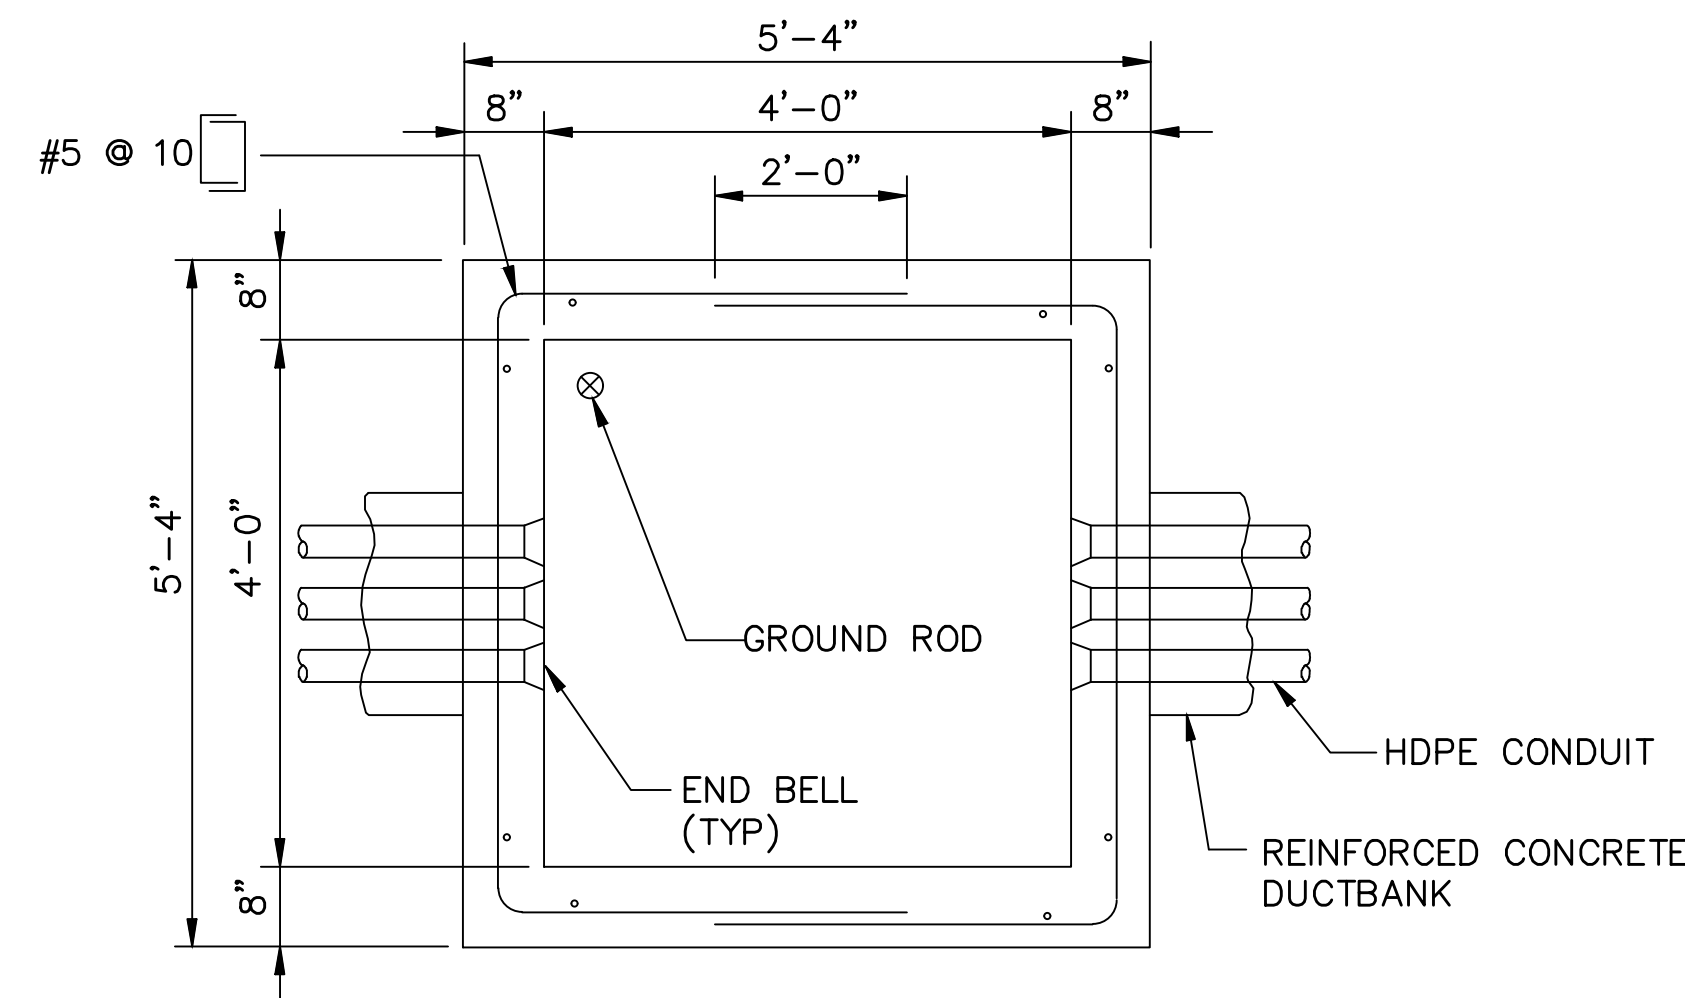 5'-4"
8" 4'-0" 8"
#5 @ 10
2'-0"
8"
5'-4"
4'-0"
GROUND ROD
HDPE CONDUIT
END BELL
(TYP)
REINFORCED CONCRETE
DUCTBANK
8"